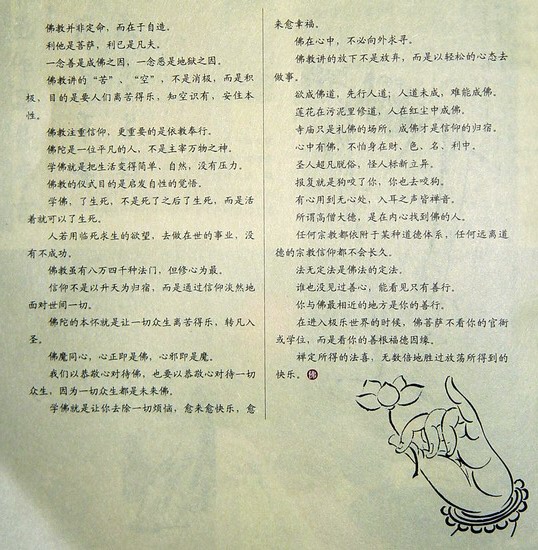 佛教并非定命，而在于自造。
利他是菩萨，利己是凡夫。
一念善是成佛之因，一念恶是地狱之因。
佛教讲的“苦”、“空”，不是消极，而是积
极、目的是要人们离苦得乐，知空识有，安住本
性。
佛教注重信仰，更重要的是依教奉行。
佛陀是一位平凡的人，不是主宰万物之神。
学佛就是把生活变得简单、自然，没有压力。
佛教的仪式目的是启发自性的觉悟。
学佛，了生死，不是死了之后了生死，而是活
着就可以了生死。
人若用临死求生的欲望，去做在世的事业，没
有不成功。
佛教虽有八万四千种法门，但修心为最。
信仰不是以升天为归宿，而是通过信仰淡然地
面对世间一切。
佛陀的本怀就是让一切众生离苦得乐，转凡入
圣。
佛魔同心，心正即是佛，心邪即是魔。
我们以恭敬心对待佛，也要以恭敬心对待一切
众生，因为一切众生都是未来佛。
学佛就是让你去除一切烦恼，愈来愈快乐，愈
来愈幸福。
佛在心中，不必向外求寻。
佛教讲的放下不是放弃，而是以轻松的心态去
做事。
欲成佛道，先行人道；人道未成，难能成佛。
莲花在污泥里修道，人在红尘中成佛。
寺庙只是礼佛的场所，成佛才是信仰的归宿。
心中有佛，不怕身在财、色、名、利中。
圣人超凡脱俗，怪人标新立异。
报复就是狗咬了你，你也去咬狗。
有心用到无心处，入耳之声皆禅音。
所谓高僧大德，是在内心找到佛的人。
任何宗教都依附于某种道德体系，任何远离道
德的宗教信仰都不会长久。
法无定法是佛法的定法。
谁也没见过善心，能看见只有善行。
你与佛最相近的地方是你的善行。
在进入极乐世界的时候，佛菩萨不看你的官衔
或学位，而是看你的善根福德因缘。
禅定所得的法喜，无数倍地胜过放荡所得到的
快乐。佛